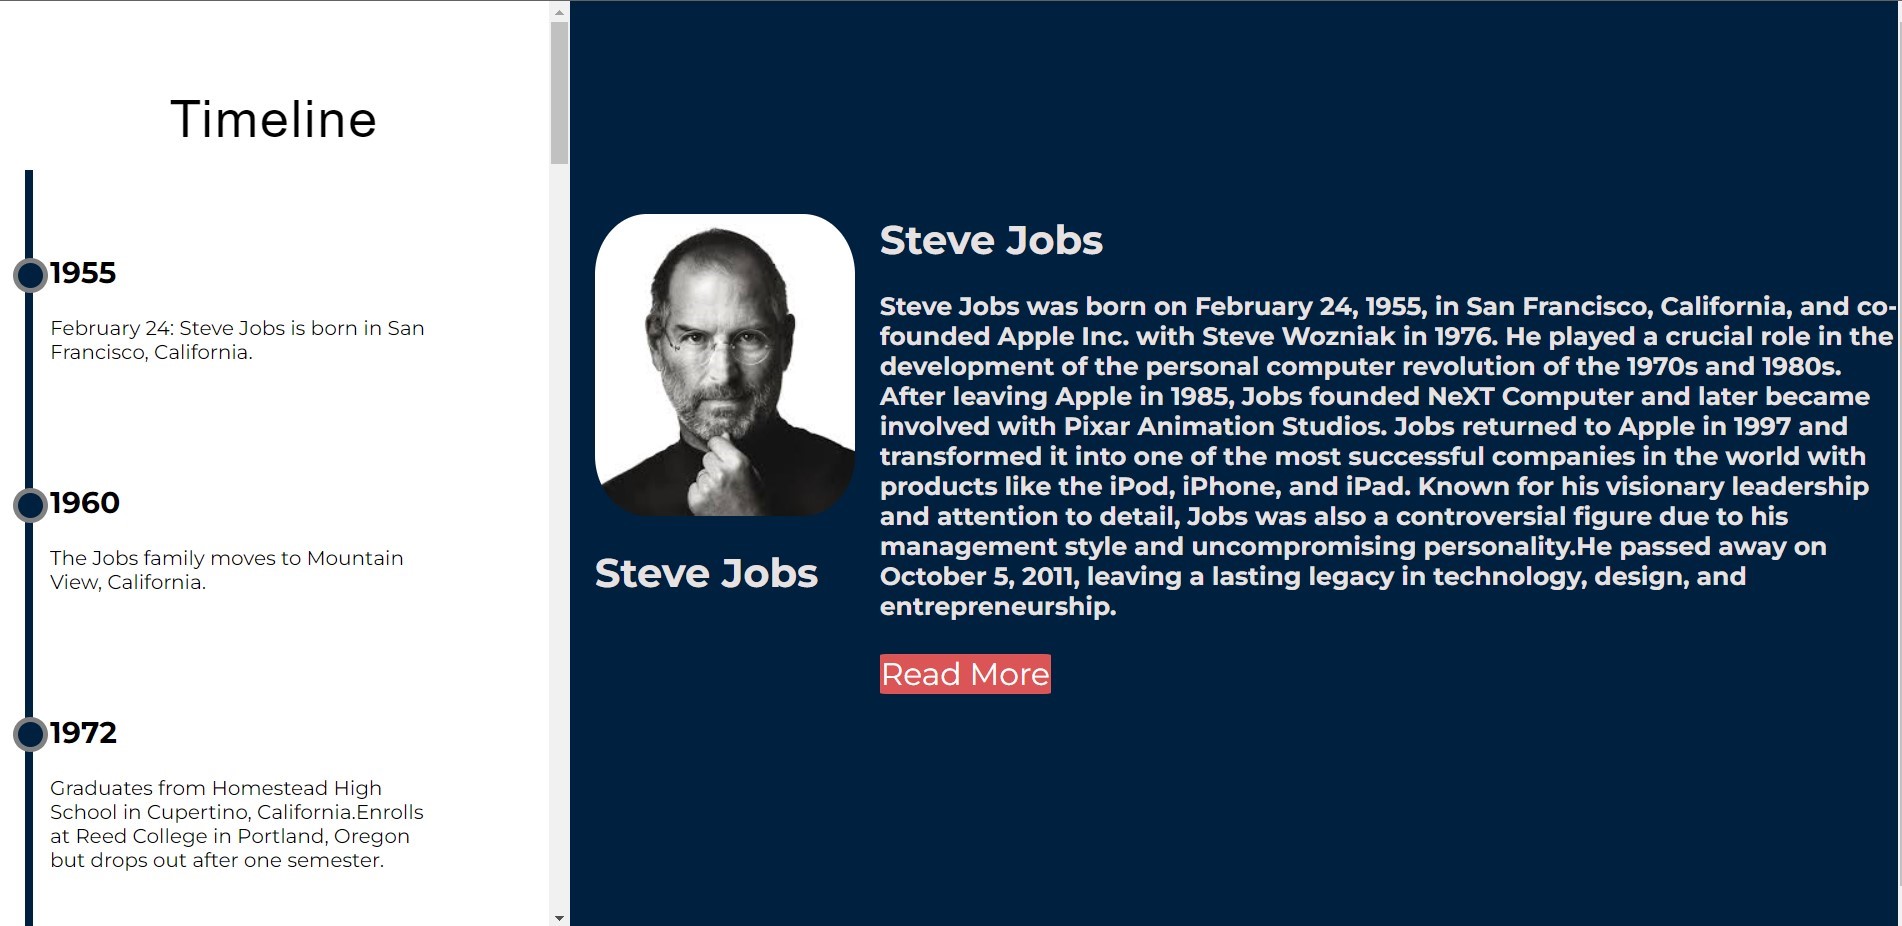 Timeline
1955
February 24: Steve Jobs is born in San
Francisco, California.
1960
The Jobs family moves to Mountain
View, California.
1972
Graduates from Homestead High
School in Cupertino, California.Enrolls
at Reed College in Portland, Oregon
but drops out after one semester.
Steve Jobs
Steve Jobs
Steve Jobs was born on February 24, 1955, in San Francisco, California, and co-
founded Apple Inc. with Steve Wozniak in 1976. He played a crucial role in the
development of the personal computer revolution of the 1970s and 1980s.
After leaving Apple in 1985, Jobs founded NeXT Computer and later became
involved with Pixar Animation Studios. Jobs returned to Apple in 1997 and
transformed it into one of the most successful companies in the world with
products like the iPod, iPhone, and iPad. Known for his visionary leadership
and attention to detail, Jobs was also a controversial figure due to his
management style and uncompromising personality.He passed away on
October 5, 2011, leaving a lasting legacy in technology, design, and
entrepreneurship.
Read More